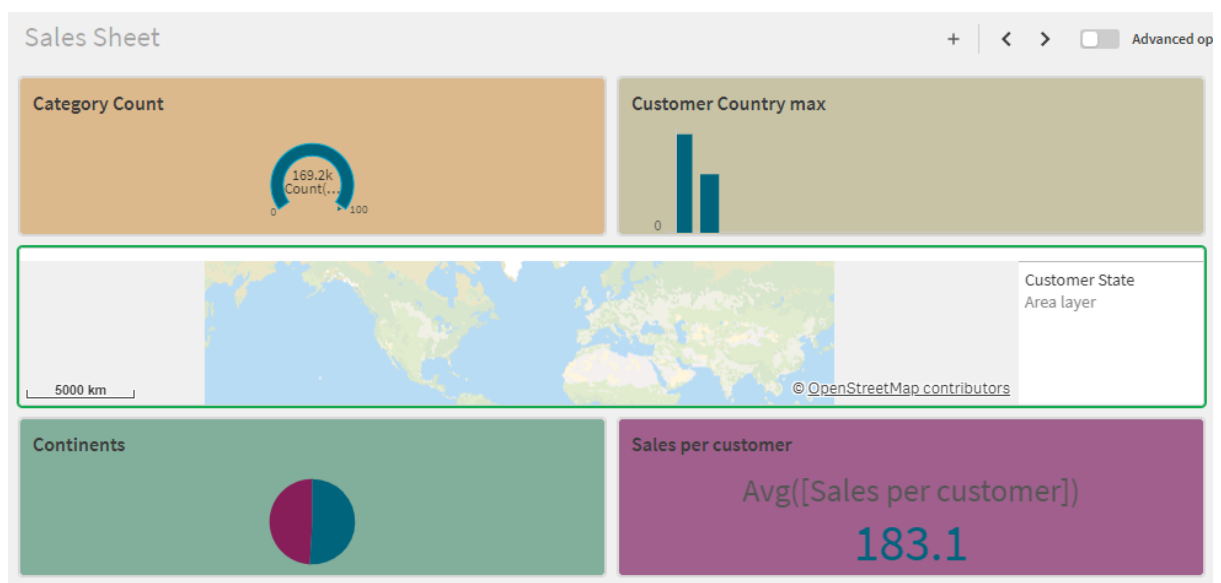 Sales Sheet
+
Advanced op
Category Count
169.2k
Count(...
0
100
Customer Country max
0
Customer State
Area layer
5000 km
© OpenStreetMap contributors
Continents
Sales per customer
Avg([Sales per customer])
183.1